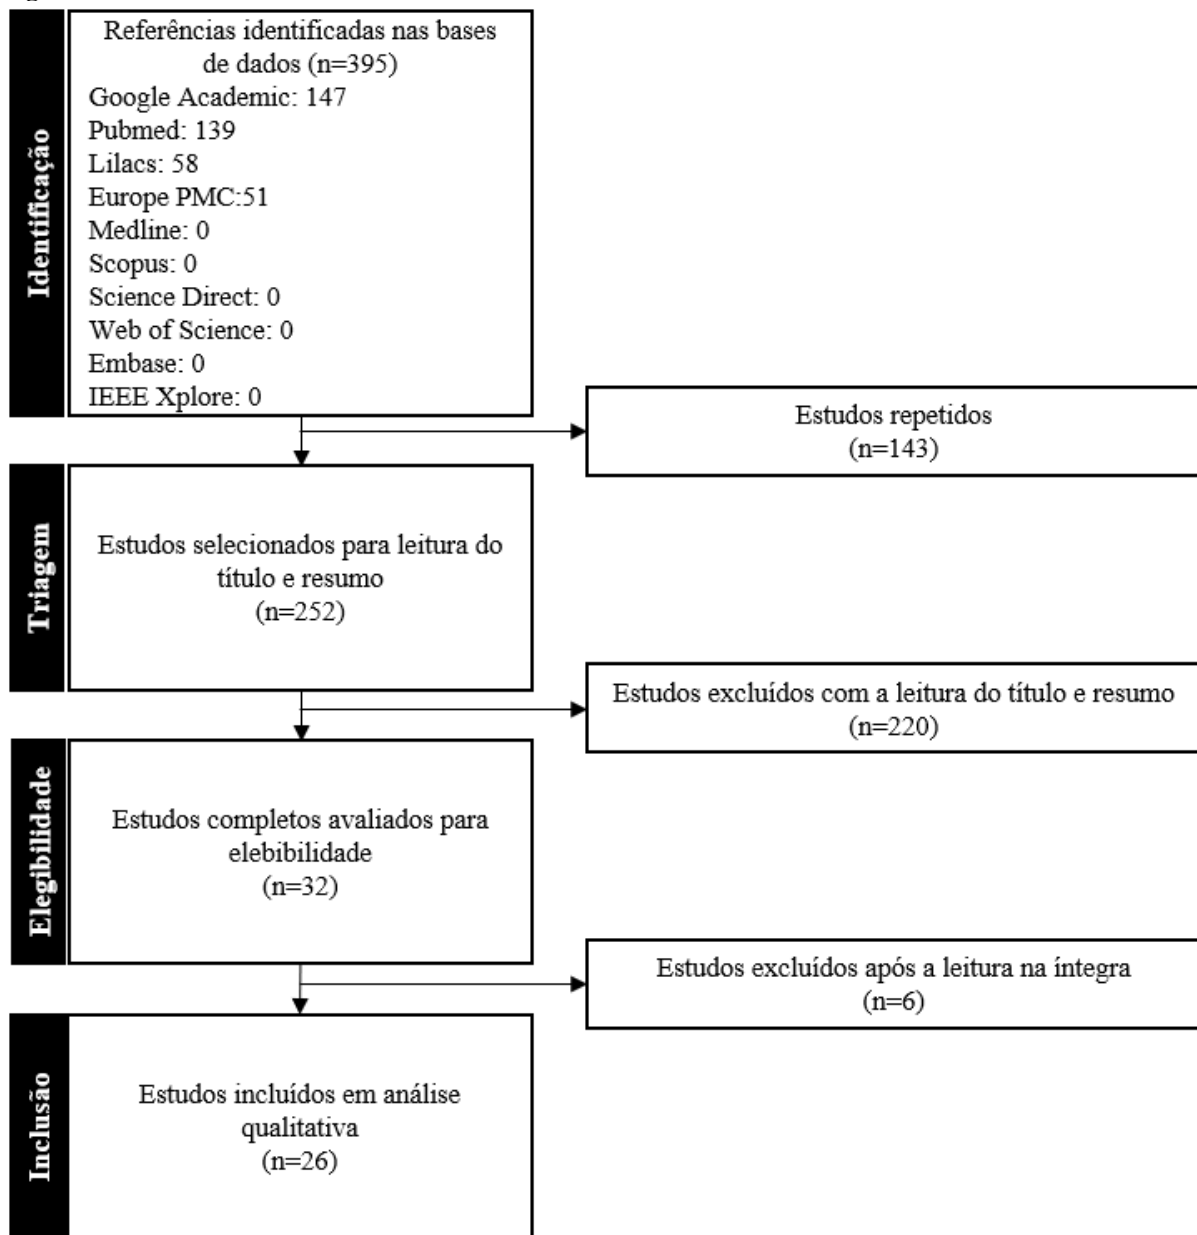 Identificação
Referências identificadas nas bases
de dados (n=395)
Google Academic: 147
Pubmed: 139
Lilacs: 58
Europe PMC:51
Medline: 0
Scopus: 0
Science Direct: 0
Web of Science: 0
Embase: 0
IEEE Xplore: 0
Estudos repetidos
(n=143)
Triagem
Estudos selecionados para leitura do
título e resumo
(n=252)
Estudos excluídos com a leitura do título e resumo
(n=220)
Elegibilidade
Estudos completos avaliados para
elebibilidade
(n=32)
Estudos excluídos após a leitura na íntegra
(n=6)
Inclusão
Estudos incluídos em análise
qualitativa
(n=26)